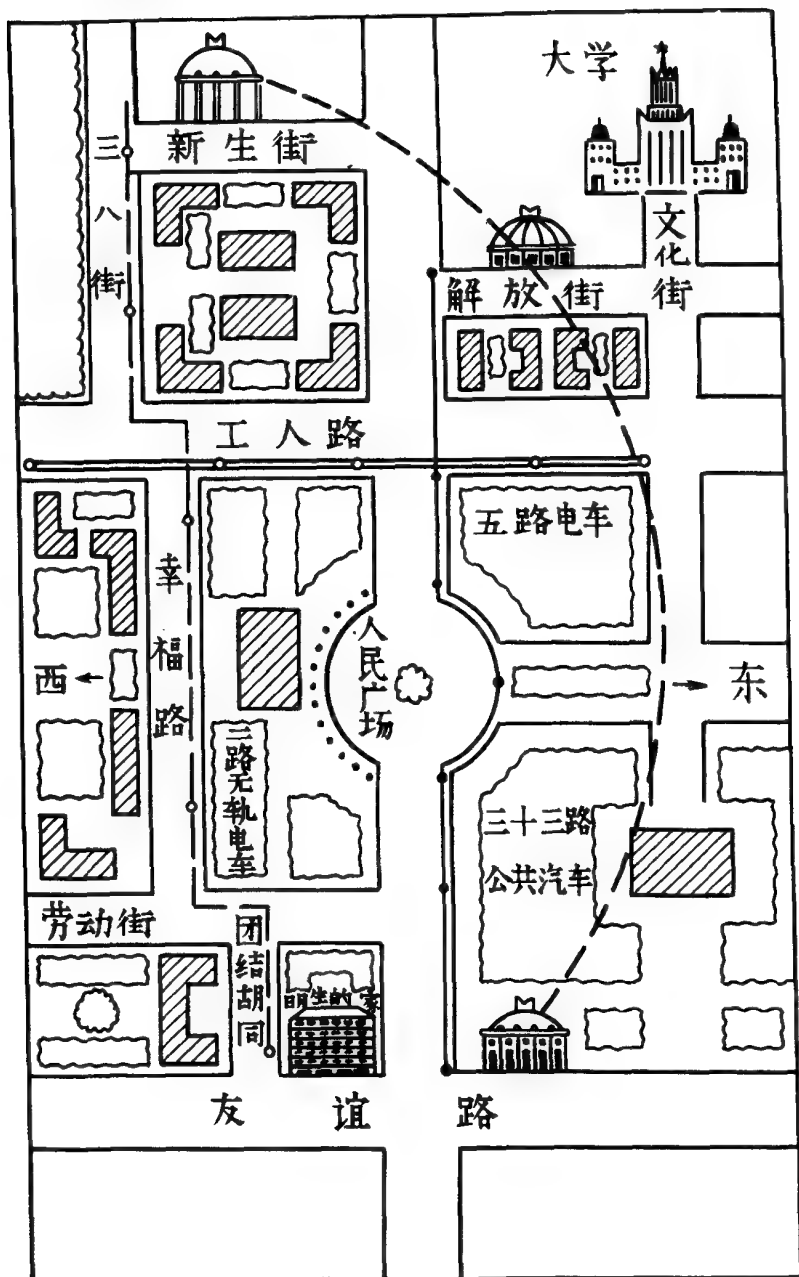 M
大学
三八街
新生街
M
文化街
解放街
工人路
五路电车
幸福路
西
人民广场
东
三路无轨电车
三十三路
公共汽车
劳动街
团结胡同
明生的家
M
友谊路